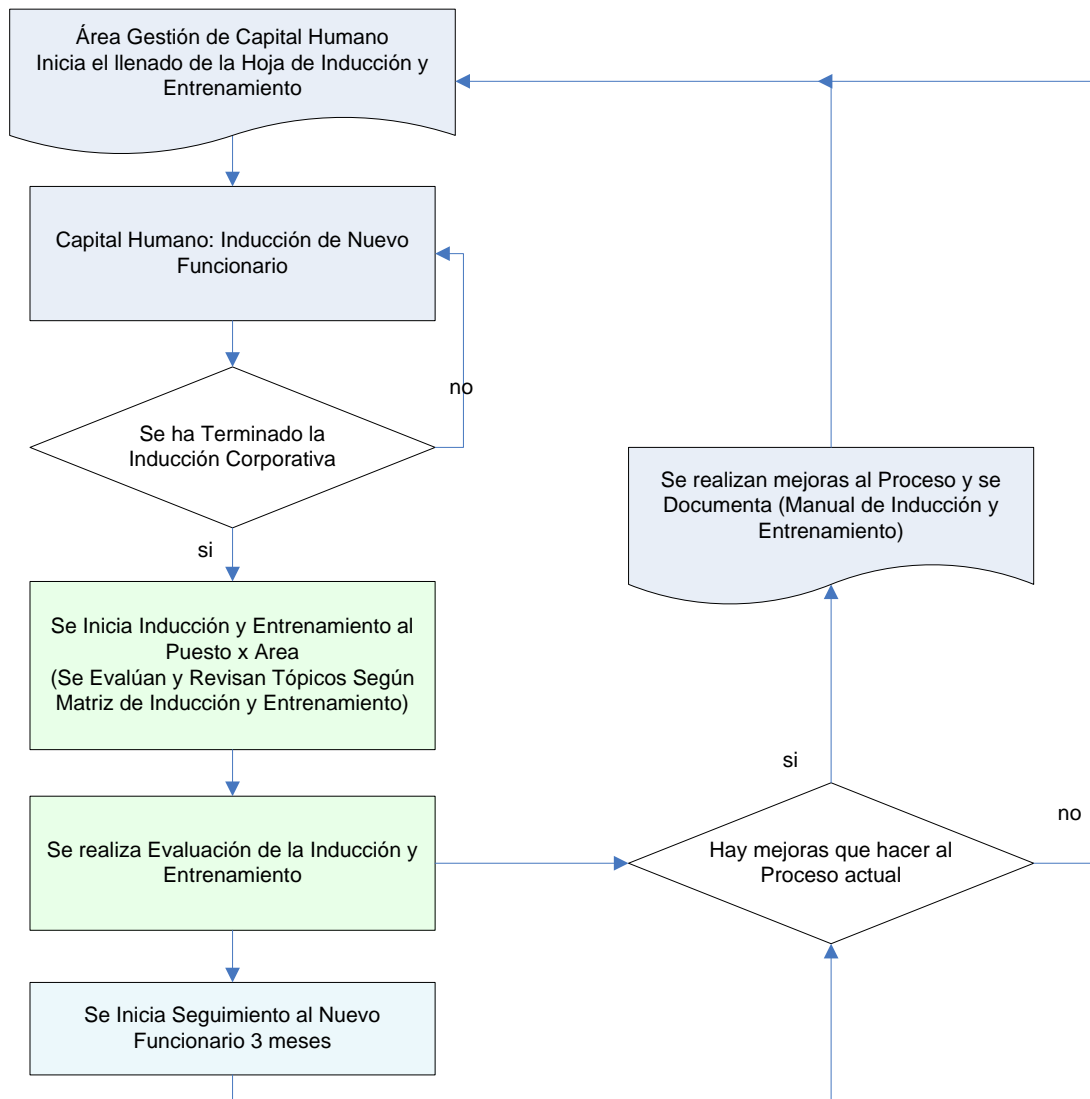 Área Gestión de Capital Humano
Inicia el llenado de la Hoja de Inducción y
Entrenamiento
Capital Humano: Inducción de Nuevo
Funcionario
no
Se ha Terminado la
Inducción Corporativa
si
Se Inicia Inducción y Entrenamiento al
Puesto x Area
(Se Evalúan y Revisan Tópicos Según
Matriz de Inducción y Entrenamiento)
Se realiza Evaluación de la Inducción y
Entrenamiento
Se Inicia Seguimiento al Nuevo
Funcionario 3 meses
Se realizan mejoras al Proceso y se
Documenta (Manual de Inducción y
Entrenamiento)
si
no
Hay mejoras que hacer al
Proceso actual